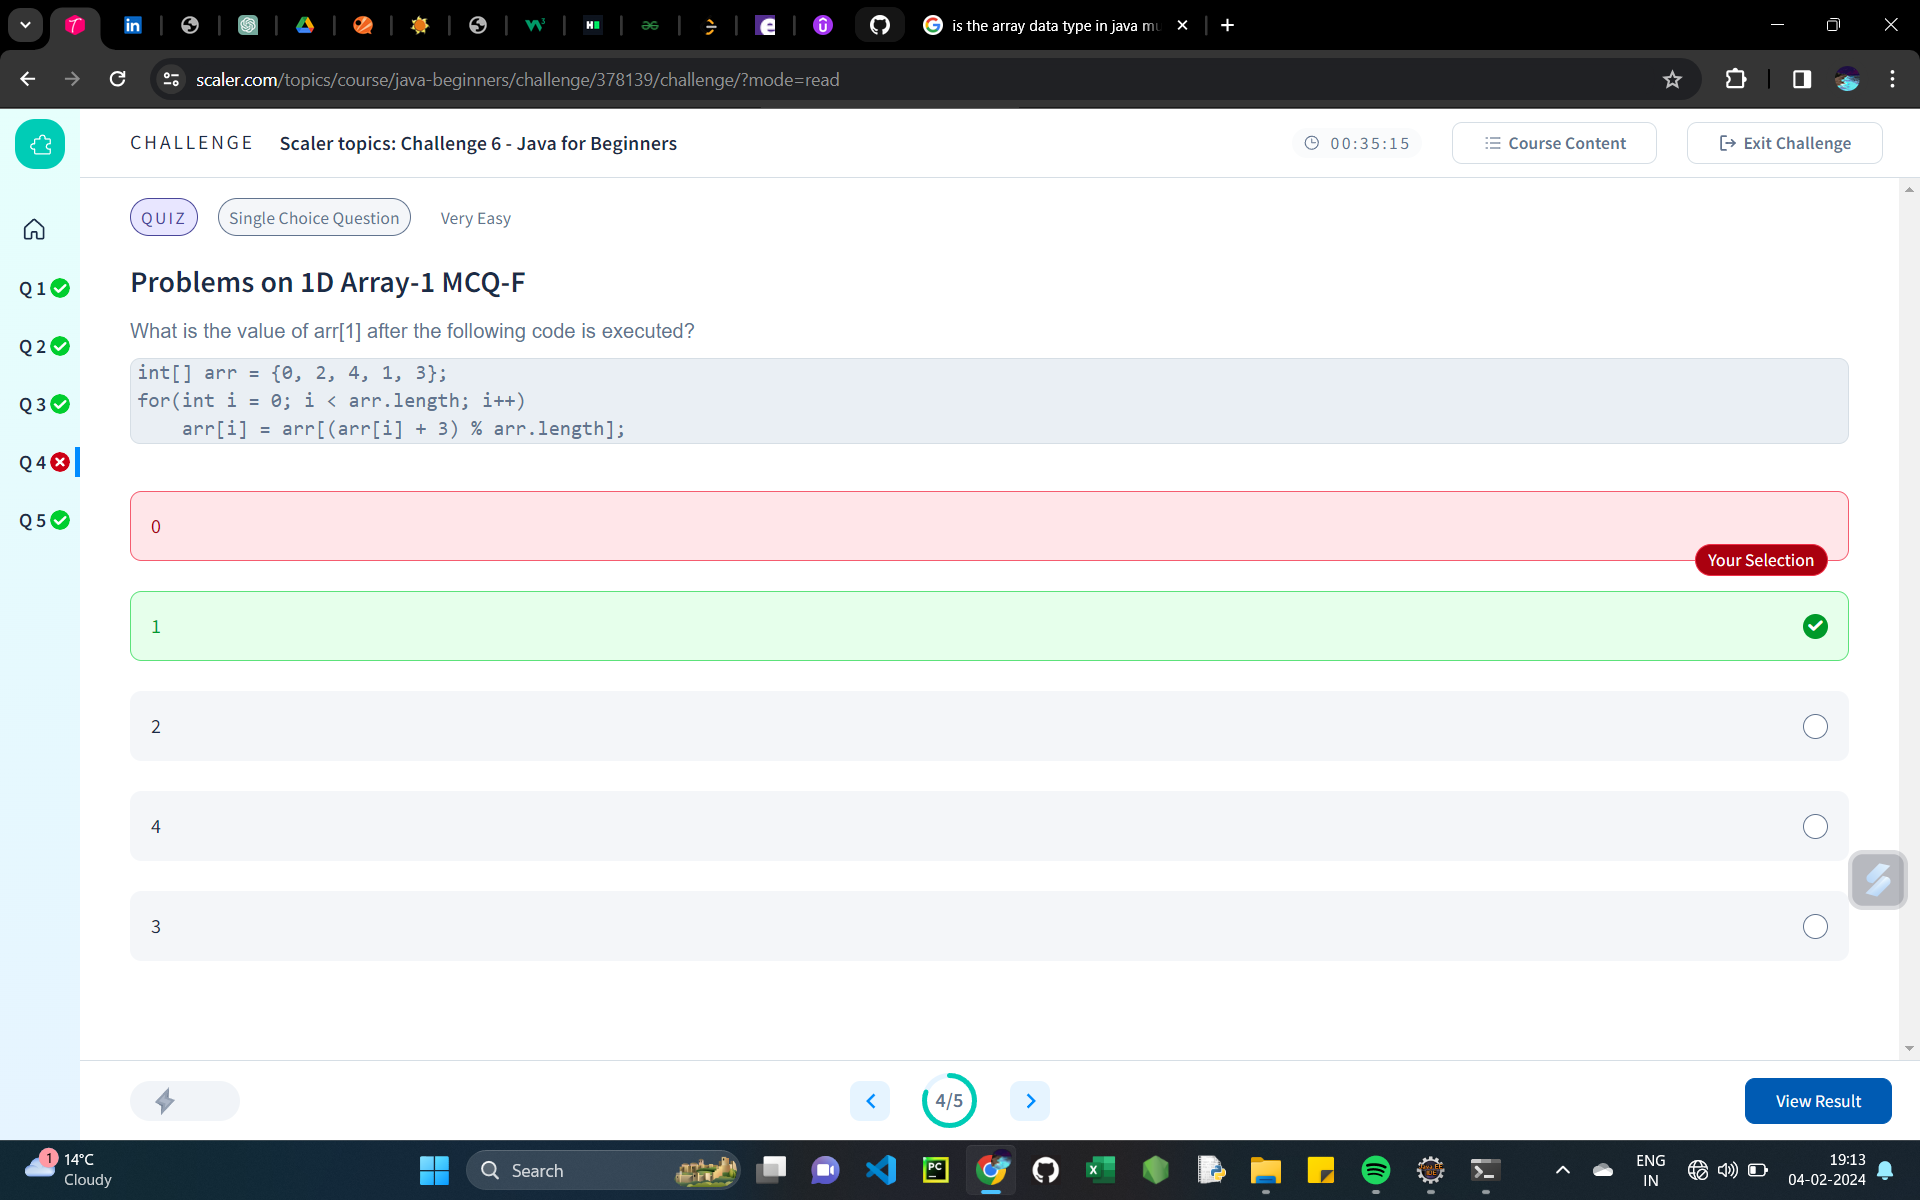 is the array data type in java mu
scaler.com/topics/course/java-beginners/challenge/378139/challenge/?mode=read
CHALLENGE Scaler topics: Challenge 6 - Java for Beginners
00:35:15
Course Content
Exit Challenge
Q 1
Q 2
Q 3
Q 4
Q 5
QUIZ Single Choice Question Very Easy
Problems on 1D Array-1 MCQ-F
What is the value of arr[1] after the following code is executed?
int[] arr = {0, 2, 4, 1, 3};
for(int i = 0; i < arr.length; i++)
    arr[i] = arr[(arr[i] + 3) % arr.length];
0
Your Selection
1
2
4
3
4/5
View Result
1
14°C
Cloudy
Search
ENG
IN
19:13
04-02-2024